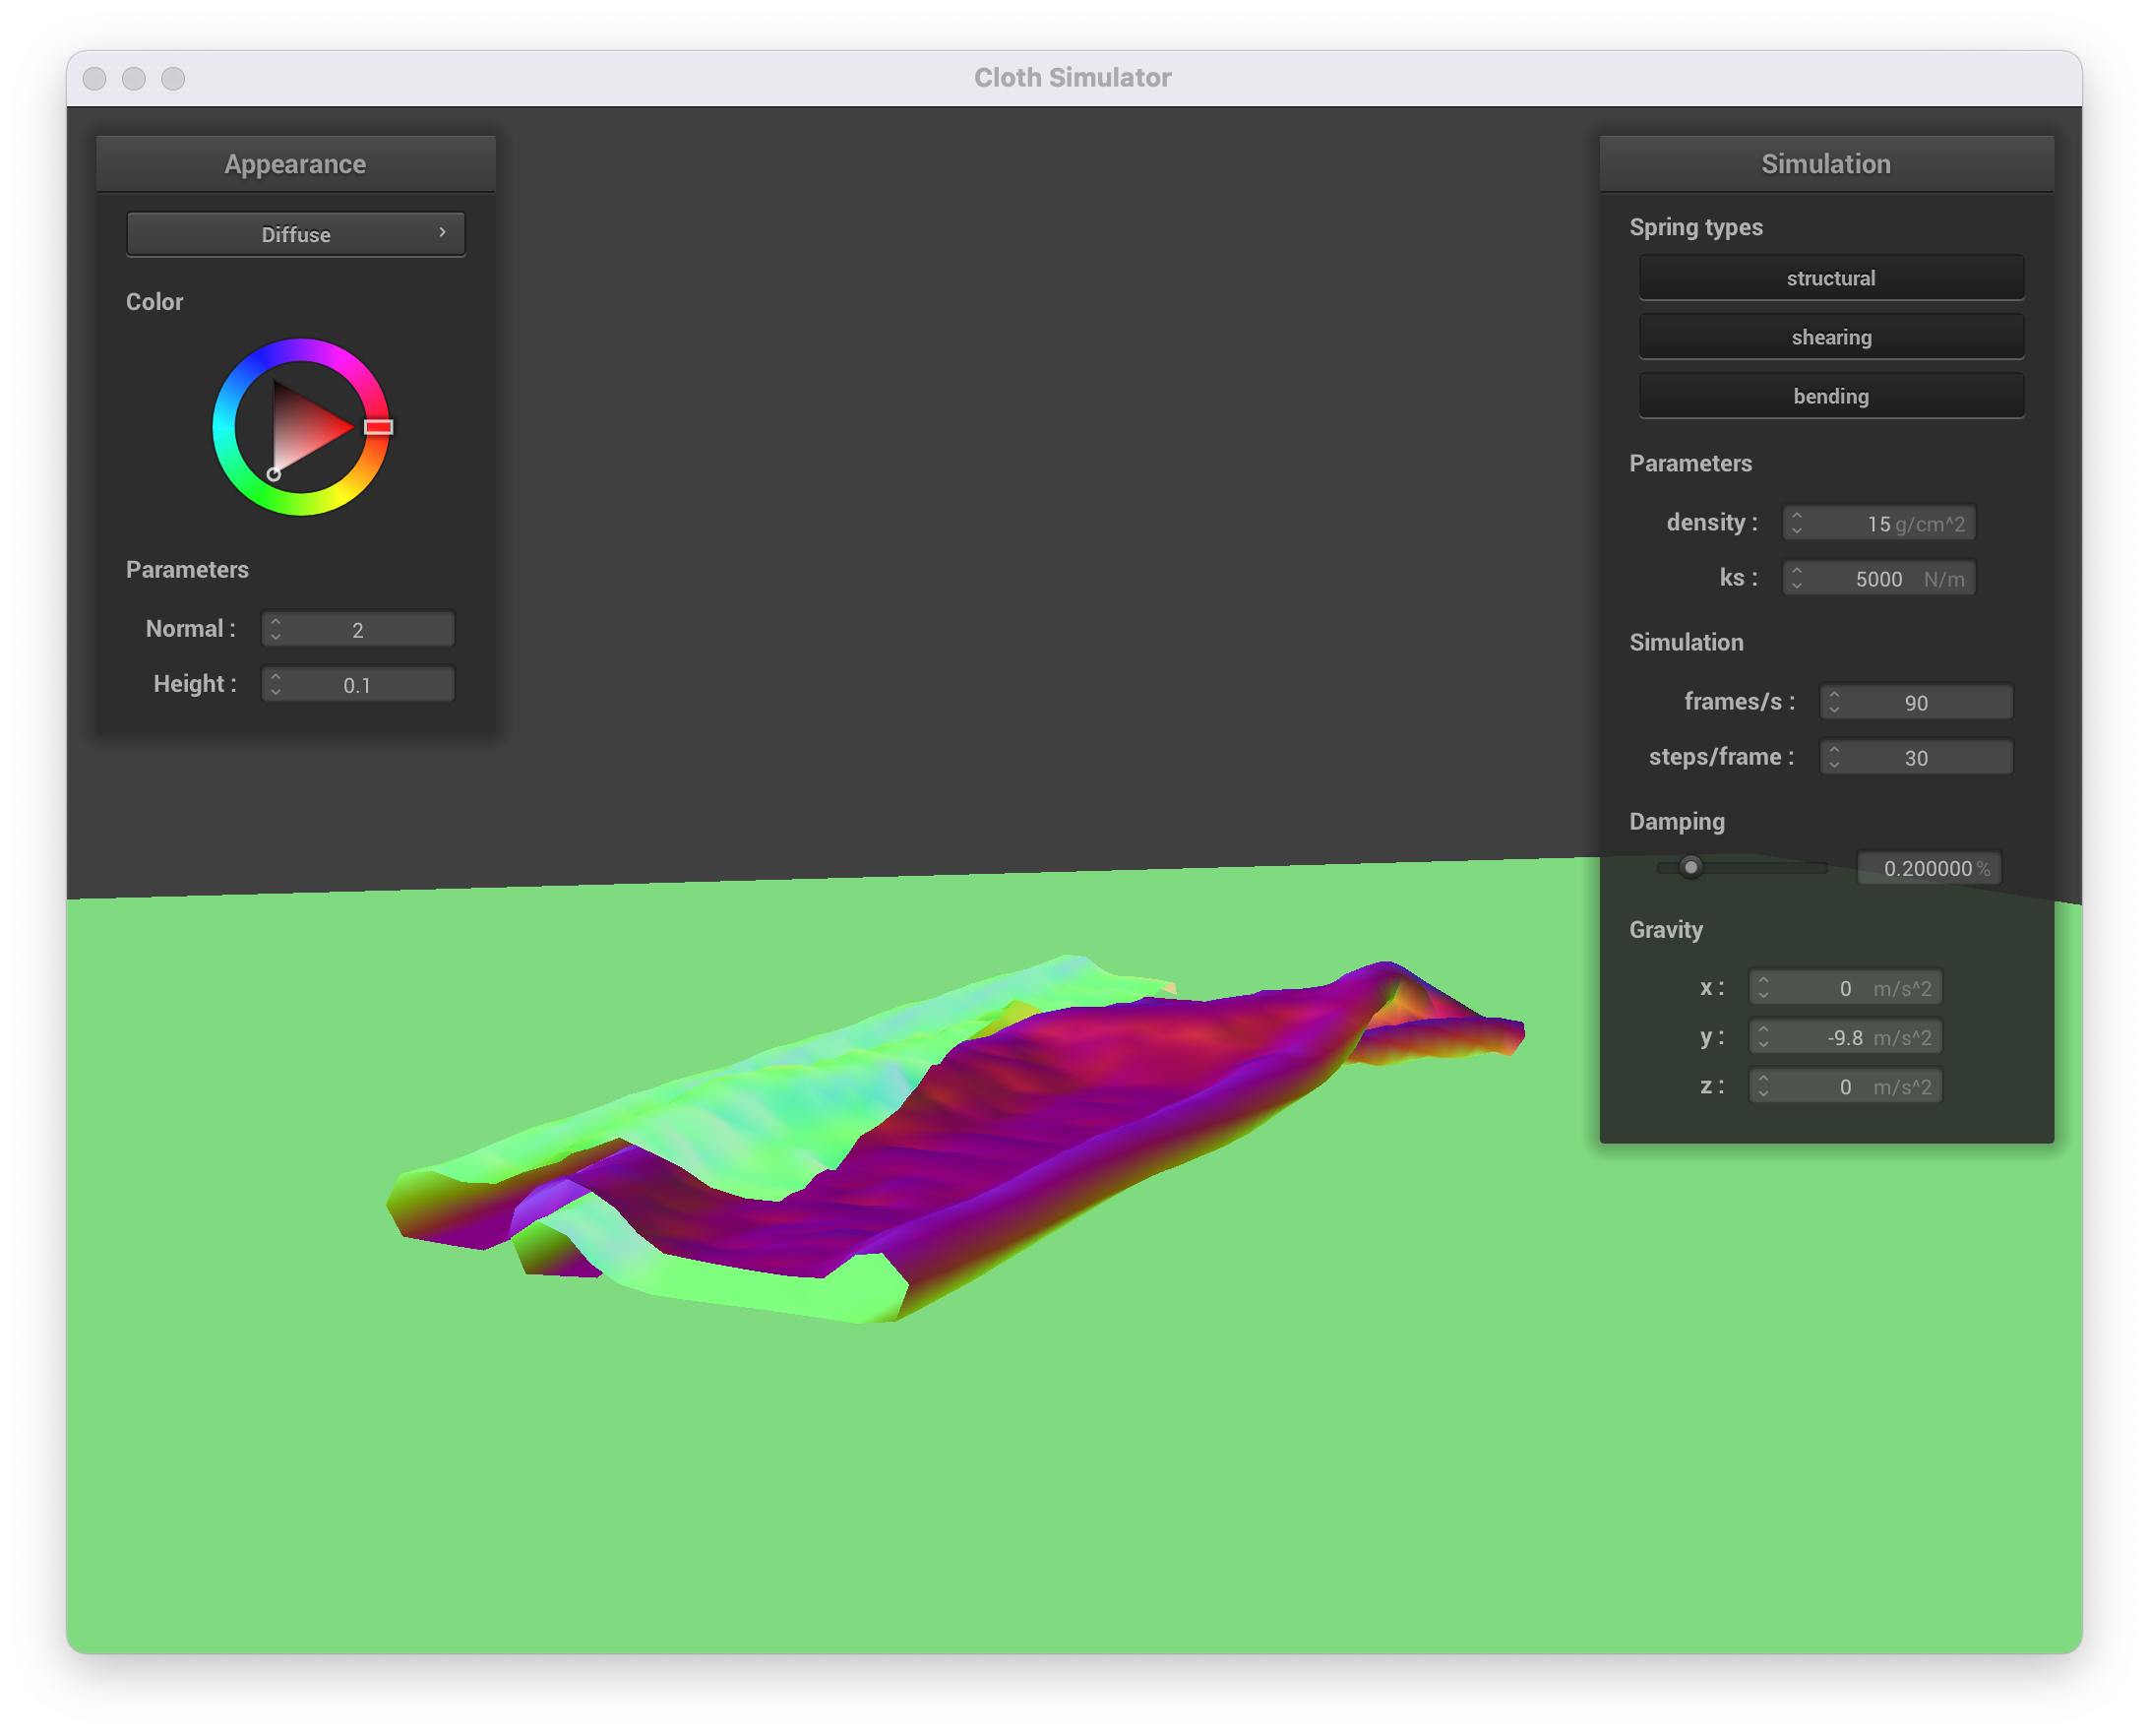 Cloth Simulator
Appearance
Diffuse ›
Color
Parameters
Normal : 2
Height : 0.1
Simulation
Spring types
structural
shearing
bending
Parameters
density : 15 g/cm^2
ks : 5000 N/m
Simulation
frames/s : 90
steps/frame : 30
Damping
0.200000 %
Gravity
x : 0 m/s^2
y : -9.8 m/s^2
z : 0 m/s^2